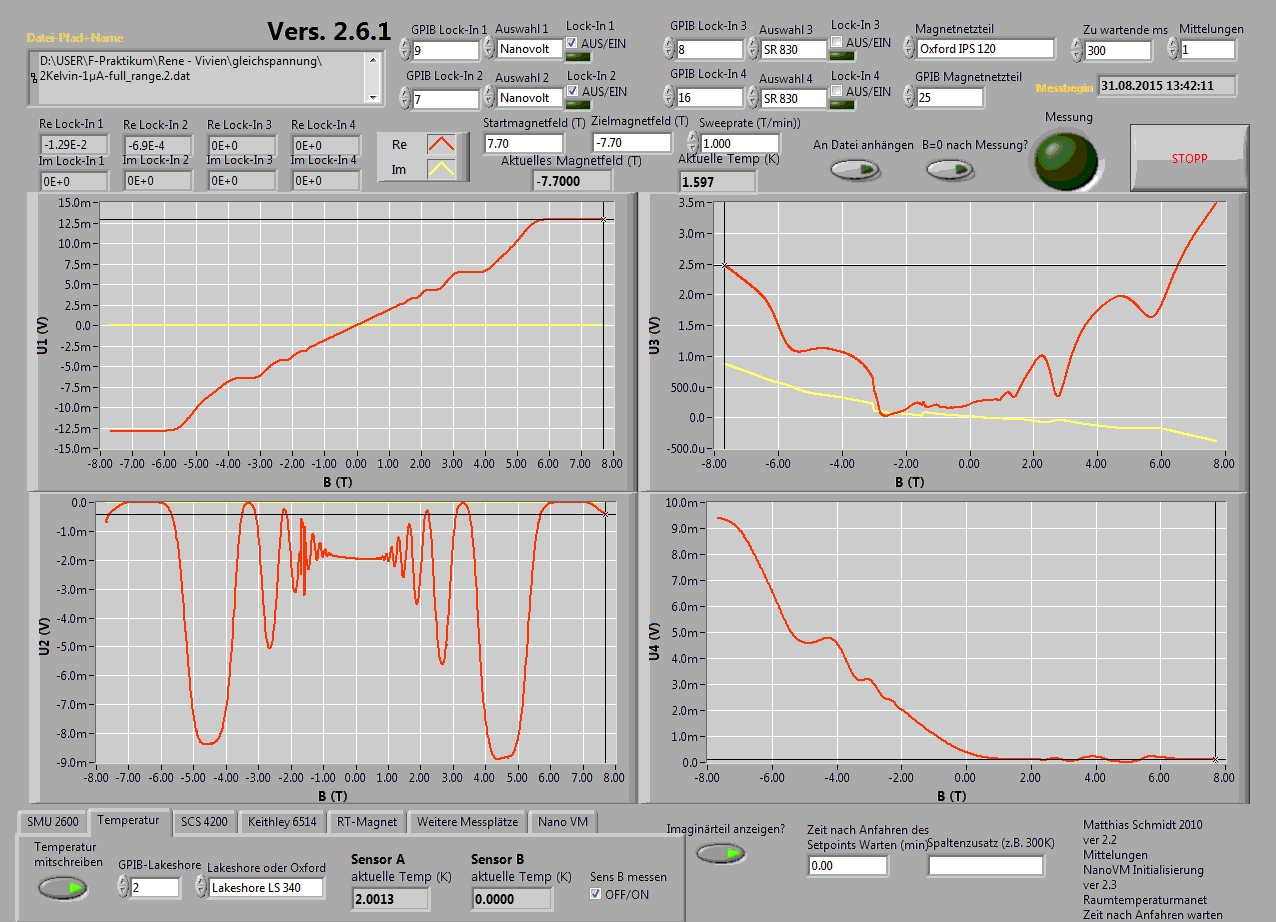 Datei-Pfad+Name
Vers. 2.6.1
D:\USER\F-Praktikum\Rene - Vivien\gleichspannung\
2Kelvin-1µA-full_range.2.dat
GPIB Lock-In 1 Auswahl 1 Lock-In 1
9 Nanovolt AUS/EIN
GPIB Lock-In 2 Auswahl 2 Lock-In 2
7 Nanovolt AUS/EIN
GPIB Lock-In 3 Auswahl 3 Lock-In 3
8 SR 830 AUS/EIN
GPIB Lock-In 4 Auswahl 4 Lock-In 4
16 SR 830 AUS/EIN
Magnetnetzteil
Oxford IPS 120
GPIB Magnetnetzteil
25
Zu wartende ms Mittelungen
300 1
Messbegin 31.08.2015 13:42:11
Re Lock-In 1 Re Lock-In 2 Re Lock-In 3 Re Lock-In 4
-1.29E-2 -6.9E-4 0E+0 0E+0
Im Lock-In 1 Im Lock-In 2 Im Lock-In 3 Im Lock-In 4
0E+0 0E+0 0E+0 0E+0
Re
Im
Startmagnetfeld (T) Zielmagnetfeld (T) Sweeprate (T/min))
7.70 -7.70 1.000
Aktuelles Magnetfeld (T) Aktuelle Temp (K)
-7.7000 1.597
An Datei anhängen B=0 nach Messung?
Messung
STOPP
15.0m
12.5m
10.0m
7.5m
5.0m
2.5m
0.0
-2.5m
-5.0m
-7.5m
-10.0m
-12.5m
-15.0m
U1 (V)
-8.00 -7.00 -6.00 -5.00 -4.00 -3.00 -2.00 -1.00 0.00 1.00 2.00 3.00 4.00 5.00 6.00 7.00 8.00
B (T)
3.5m
3.0m
2.5m
2.0m
1.5m
1.0m
500.0u
0.0
-500.0u
U3 (V)
-8.00 -6.00 -4.00 -2.00 0.00 2.00 4.00 6.00 8.00
B (T)
0.0
-1.0m
-2.0m
-3.0m
-4.0m
-5.0m
-6.0m
-7.0m
-8.0m
-9.0m
U2 (V)
-8.00 -7.00 -6.00 -5.00 -4.00 -3.00 -2.00 -1.00 0.00 1.00 2.00 3.00 4.00 5.00 6.00 7.00 8.00
B (T)
10.0m
9.0m
8.0m
7.0m
6.0m
5.0m
4.0m
3.0m
2.0m
1.0m
0.0
U4 (V)
-8.00 -6.00 -4.00 -2.00 0.00 2.00 4.00 6.00 8.00
B (T)
SMU 2600 Temperatur SCS 4200 Keithley 6514 RT-Magnet Weitere Messplätze Nano VM
Temperatur
mitschreiben
GPIB-Lakeshore Lakeshore oder Oxford
2 Lakeshore LS 340
Sensor A
aktuelle Temp (K)
2.0013
Sensor B
aktuelle Temp (K)
0.0000
Sens B messen
OFF/ON
Imaginärteil anzeigen?
Zeit nach Anfahren des
Setpoints Warten (min)
0.00
Spaltenzusatz (z.B. 300K)
Matthias Schmidt 2010
ver 2.2
Mittelungen
NanoVM Initialisierung
ver 2.3
Raumtemperaturmanet
Zeit nach Anfahren warten